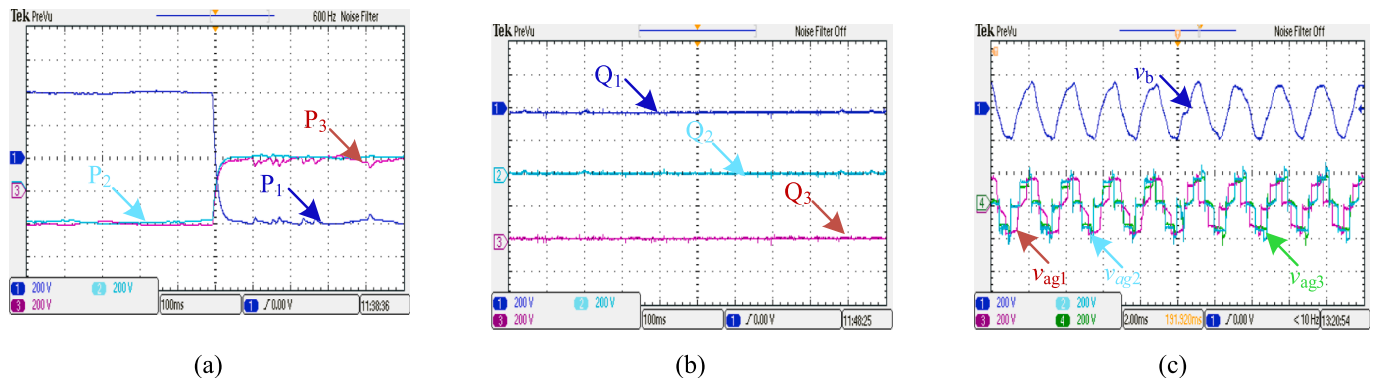 Tek PreVu 600 Hz Noise Filter
P3
P2
P1
1
3
1 200 V 2 200 V
3 200 V 100ms 1 0.00 V 11:38:36
(a)
Tek PreVu Noise Filter Off
Q1
Q2
Q3
1
2
3
1 200 V 2 200 V
3 200 V 100ms 1 0.00 V 11:48:25
(b)
Tek PreVu Noise Filter Off
vb
1
4
vag1 vag2 vag3
1 200 V 2 200 V
3 200 V 4 200 V 2.00ms 191.920ms 1 0.00 V < 10 Hz 13:20:54
(c)